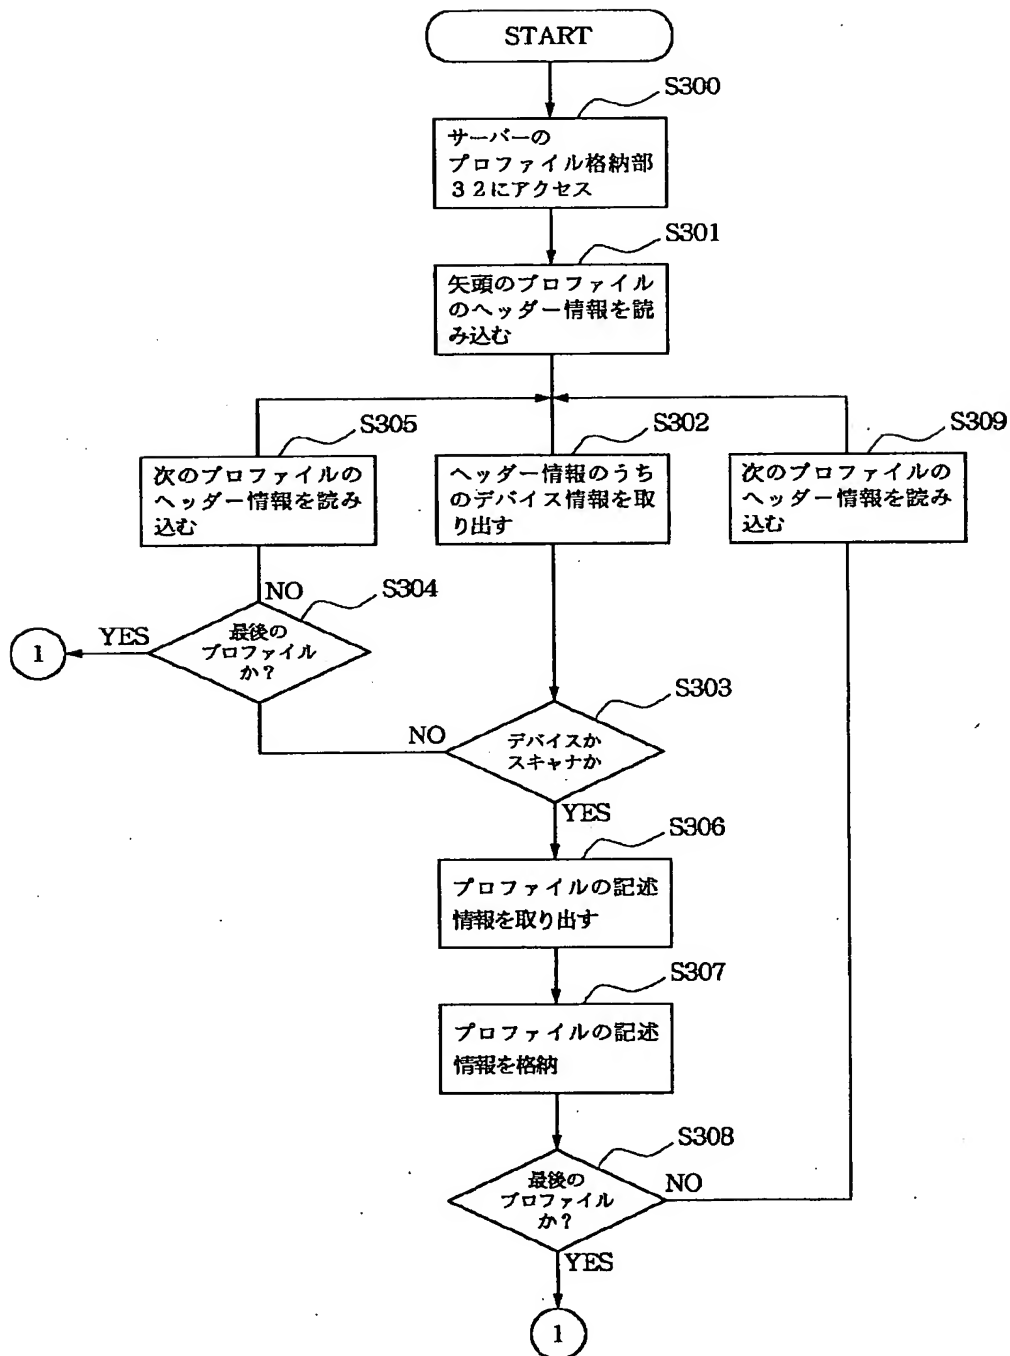 START
S300
サーバーの
プロファイル格納部
32にアクセス
S301
矢頭のプロファイル
のヘッダー情報を読
み込む
S305
次のプロファイルの
ヘッダー情報を読み
込む
S302
ヘッダー情報のうち
のデバイス情報を取
り出す
S309
次のプロファイルの
ヘッダー情報を読み
込む
NO
S304
YES
1
最後の
プロファイル
か?
S303
NO
デバイスか
スキャナか
YES
S306
プロファイルの記述
情報を取り出す
S307
プロファイルの記述
情報を格納
S308
最後の
プロファイル
か?
NO
YES
1